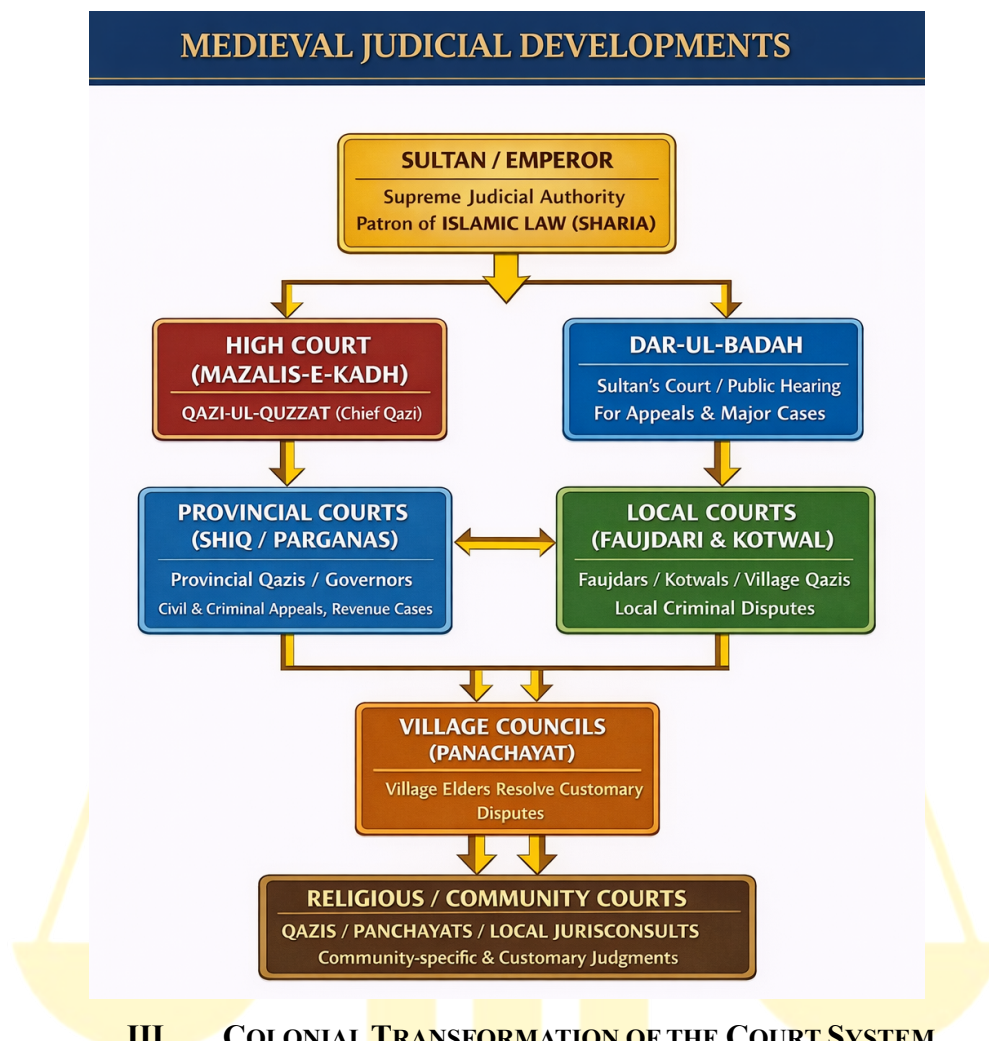 MEDIEVAL JUDICIAL DEVELOPMENTS
SULTAN / EMPEROR
Supreme Judicial Authority
Patron of ISLAMIC LAW (SHARIA)
HIGH COURT
(MAZALIS-E-KADH)
QAZI-UL-QUZZAT (Chief Qazi)
DAR-UL-BADAH
Sultan's Court / Public Hearing
For Appeals & Major Cases
PROVINCIAL COURTS
(SHIQ / PARGANAS)
Provincial Qazis / Governors
Civil & Criminal Appeals, Revenue Cases
LOCAL COURTS
(FAUJDARI & KOTWAL)
Faujdars / Kotwals / Village Qazis
Local Criminal Disputes
VILLAGE COUNCILS
(PANACHAYAT)
Village Elders Resolve Customary
Disputes
RELIGIOUS / COMMUNITY COURTS
QAZIS / PANCHAYATS / LOCAL JURISCONSULTS
Community-specific & Customary Judgments
III. COLONIAL TRANSFORMATION OF THE COURT SYSTEM